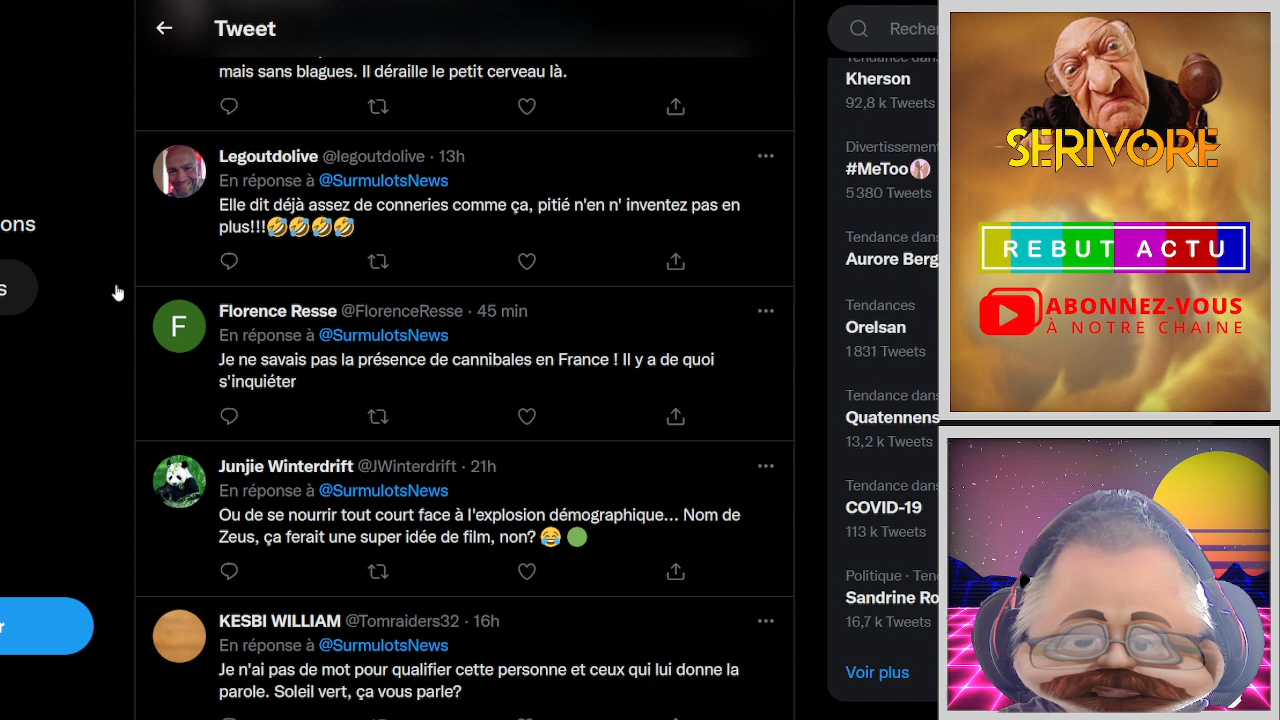 Tweet
mais sans blagues. Il déraille le petit cerveau là.
Legoutdolive @legoutdolive · 13h
En réponse à @SurmulotsNews
Elle dit déjà assez de conneries comme ça, pitié n'en n' inventez pas en
plus!!!🤣🤣🤣🤣
Florence Resse @FlorenceResse · 45 min
En réponse à @SurmulotsNews
Je ne savais pas la présence de cannibales en France ! Il y a de quoi
s'inquiéter
F
Junjie Winterdrift @JWinterdrift · 21h
En réponse à @SurmulotsNews
Ou de se nourrir tout court face à l'explosion démographique... Nom de
Zeus, ça ferait une super idée de film, non? 😂 🟢
KESBI WILLIAM @Tomraiders32 · 16h
En réponse à @SurmulotsNews
Je n'ai pas de mot pour qualifier cette personne et ceux qui lui donne la
parole. Soleil vert, ça vous parle?
ons
s
r
Recher
Tendance dans
Kherson
92,8 k Tweets
Divertissement
#MeToo
5 380 Tweets
Tendance dans
Aurore Berg
Tendances
Orelsan
1 831 Tweets
Tendance dans
Quatennens
13,2 k Tweets
Tendance dans
COVID-19
113 k Tweets
Politique · Ten
Sandrine Ro
16,7 k Tweets
Voir plus
SERIVORE
REBUT ACTU
ABONNEZ-VOUS
À NOTRE CHAINE